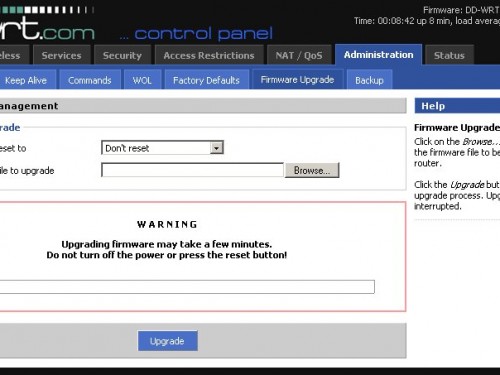 wrt.com ... control panel
Firmware: DD-WRT
Time: 00:08:42 up 8 min, load avera
eless Services Security Access Restrictions NAT / QoS Administration Status
Keep Alive Commands WOL Factory Defaults Firmware Upgrade Backup
anagement
Help
rade
eset to Don't reset
ile to upgrade Browse...
Firmware Upgrade
Click on the Browse...
the firmware file to be
router.
Click the Upgrade but
upgrade process. Upg
interrupted.
WARNING
Upgrading firmware may take a few minutes.
Do not turn off the power or press the reset button!
Upgrade